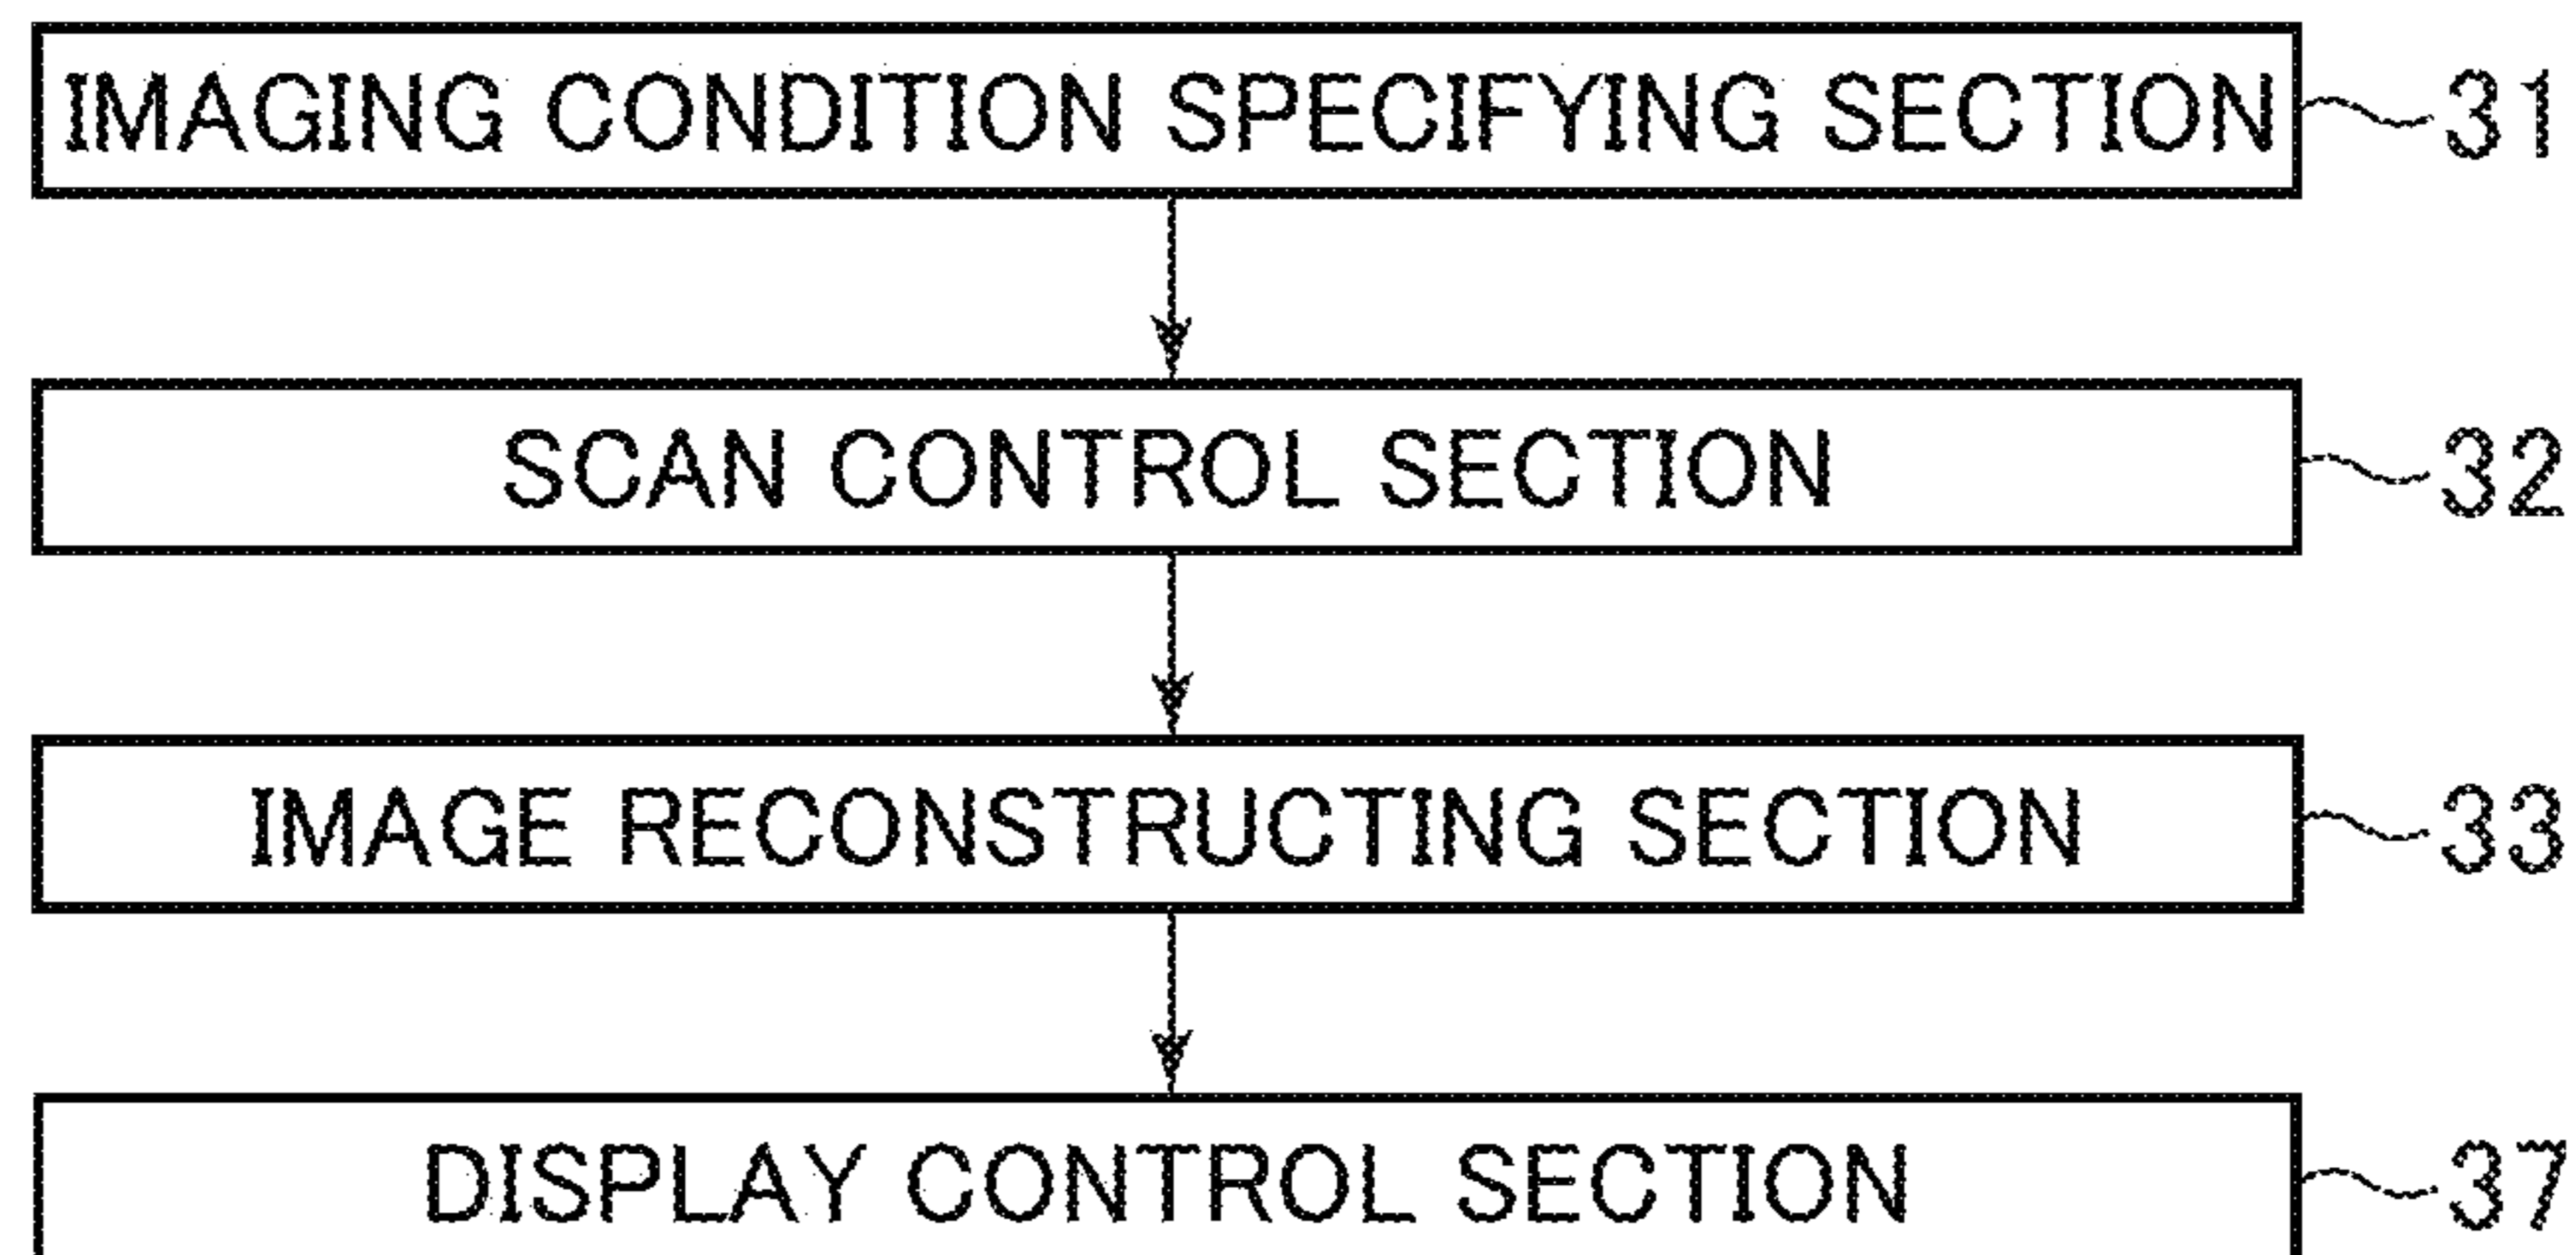 IMAGING CONDITION SPECIFYING SECTION 31
SCAN CONTROL SECTION 32
IMAGE RECONSTRUCTING SECTION 33
DISPLAY CONTROL SECTION 37